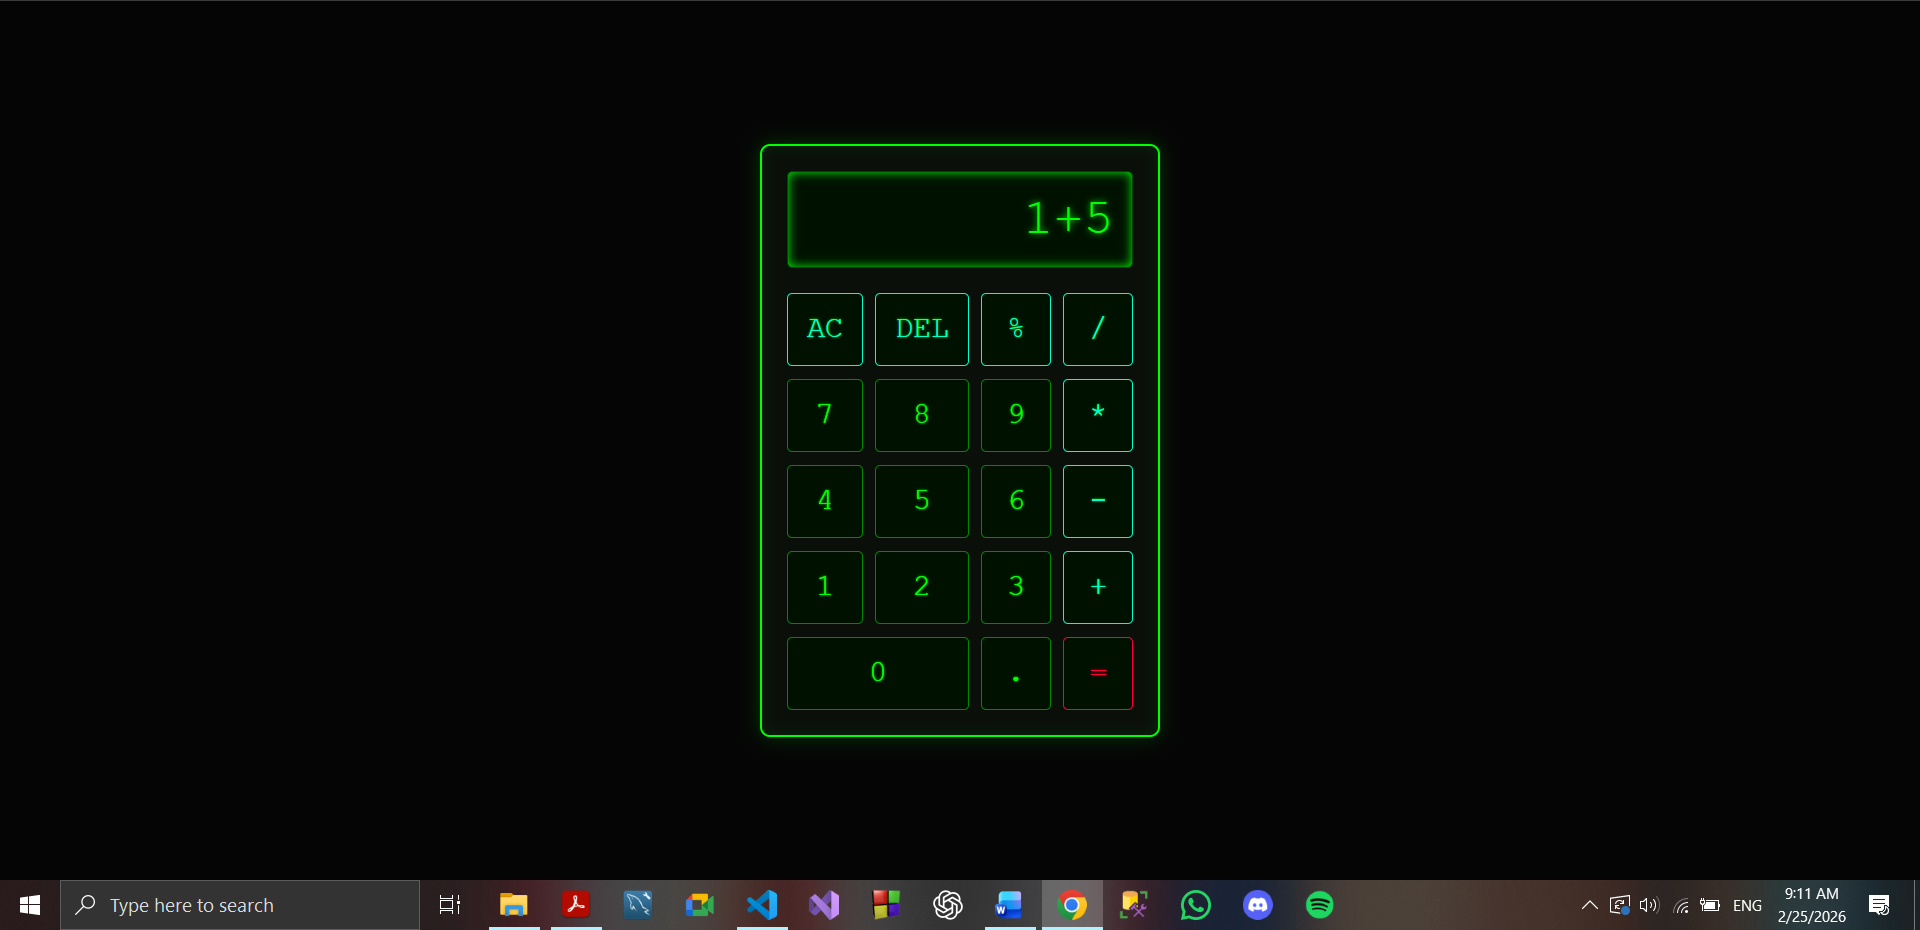 1+5
AC DEL % /
7 8 9 *
4 5 6 -
1 2 3 +
0 . =
Type here to search
ENG
9:11 AM
2/25/2026